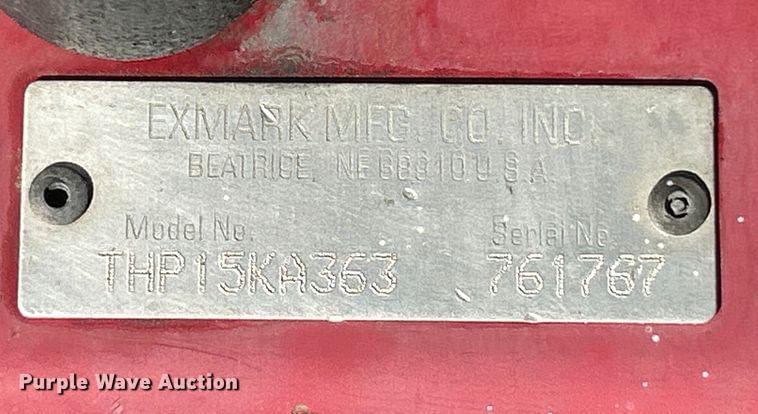 EXMARK MFG. CO. INC.
BEATRICE, NE 68310 U.S.A.
Model No. Serial No.
THP15KA363 761767
Purple Wave Auction